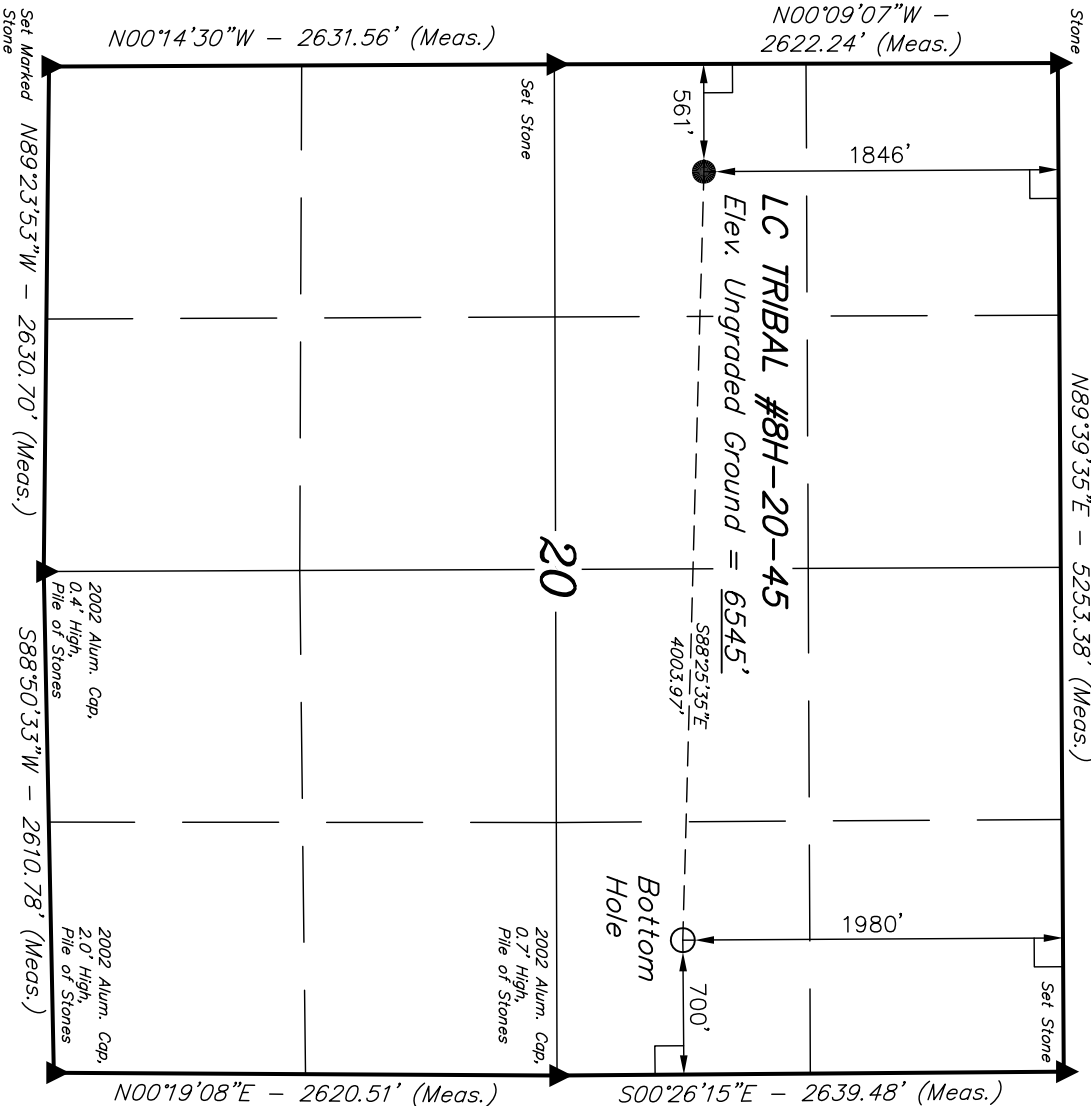 N00°14'30"W - 2631.56' (Meas.)
N00°09'07"W -
2622.24' (Meas.)
Stone
Set Marked
Stone
Set Stone
561'
1846'
N89°39'35"E - 5253.38' (Meas.)
LC TRIBAL #8H-20-45
Elev. Ungraded Ground = 6545'
N89°23'53"W - 2630.70' (Meas.)
20
S88°25'35"E
4003.97'
2002 Alum. Cap,
0.4' High,
Pile of Stones
S88°50'33"W - 2610.78' (Meas.)
Bottom
Hole
1980'
700'
Set Stone
2002 Alum. Cap,
0.7' High,
Pile of Stones
2002 Alum. Cap,
2.0' High,
Pile of Stones
N00°19'08"E - 2620.51' (Meas.)
S00°26'15"E - 2639.48' (Meas.)